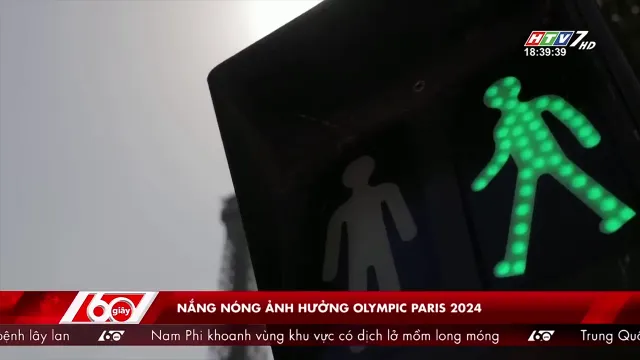 HTV7 HD
18:39:39
60 giây
NẮNG NÓNG ẢNH HƯỞNG OLYMPIC PARIS 2024
bệnh lây lan 60 Nam Phi khoanh vùng khu vực có dịch lở mồm long móng 60 Trung Quố